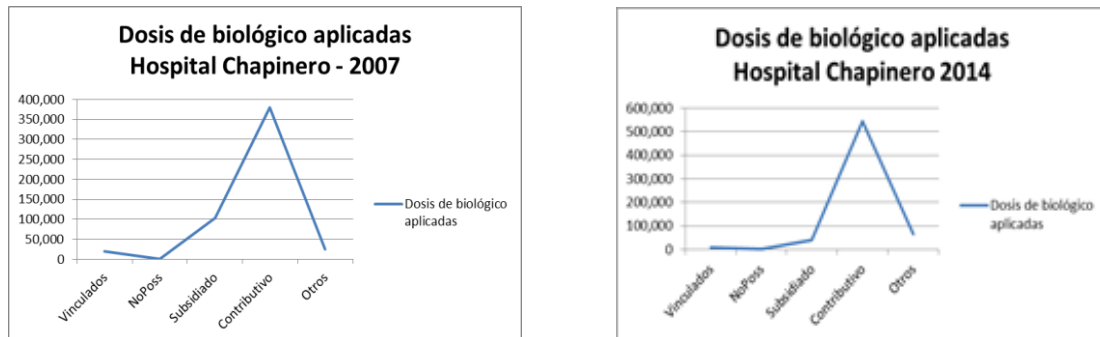 Dosis de biológico aplicadas
Hospital Chapinero - 2007
400,000
350,000
300,000
250,000
200,000
150,000
100,000
50,000
0
Vinculados
NoPoss
Subsidiado
Contributivo
Otros
Dosis de biológico
aplicadas
Dosis de biológico aplicadas
Hospital Chapinero 2014
600,000
500,000
400,000
300,000
200,000
100,000
0
Vinculados
NoPoss
Subsidiado
Contributivo
Otros
Dosis de biológico
aplicadas